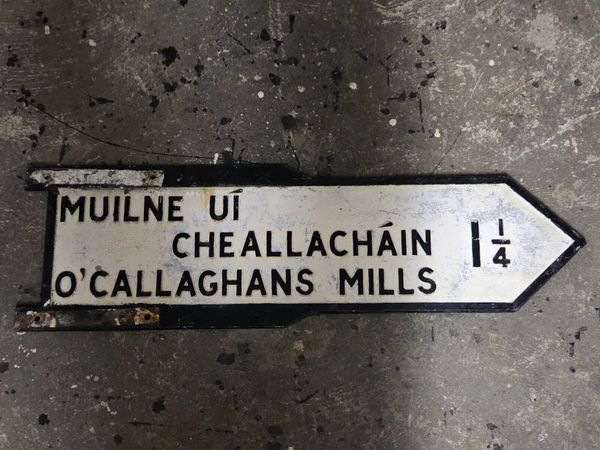 MUILNE UÍ
CHEALLACHÁIN
O'CALLAGHANS MILLS
1 1/4